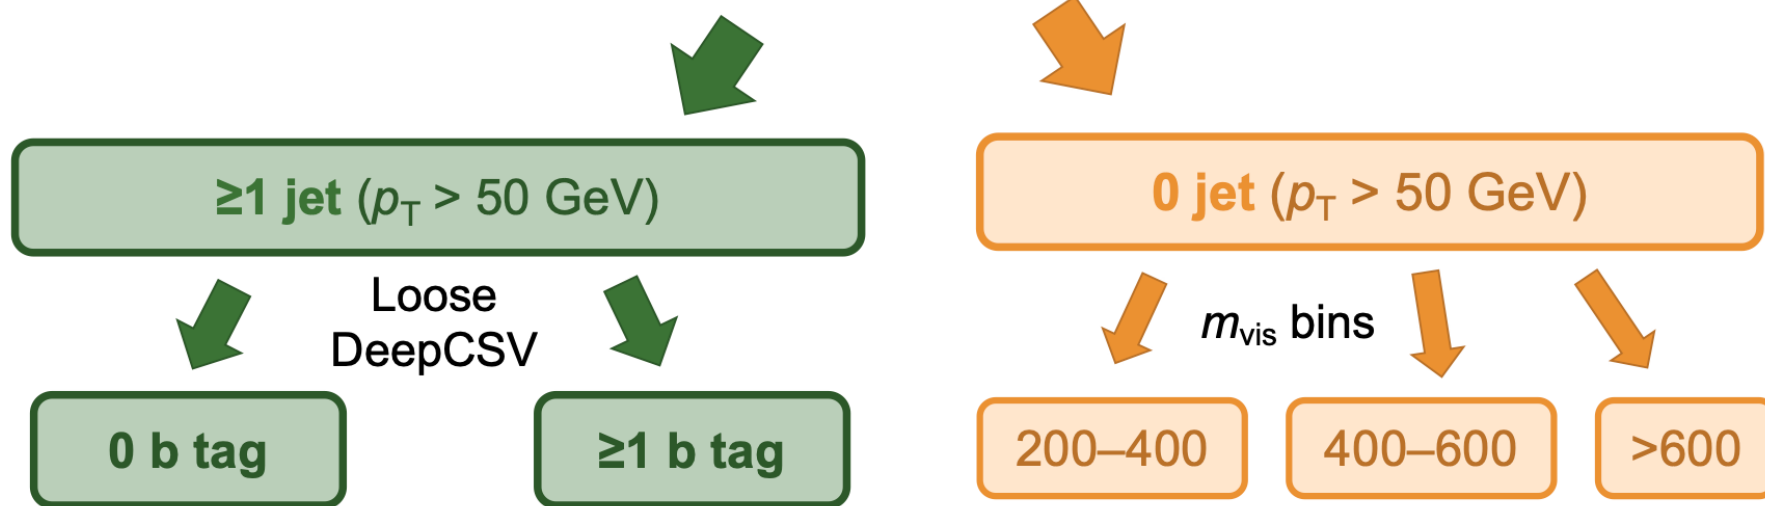 ≥1 jet (pT > 50 GeV)
0 jet (pT > 50 GeV)
Loose
DeepCSV
mvis bins
0 b tag
≥1 b tag
200–400
400–600
>600